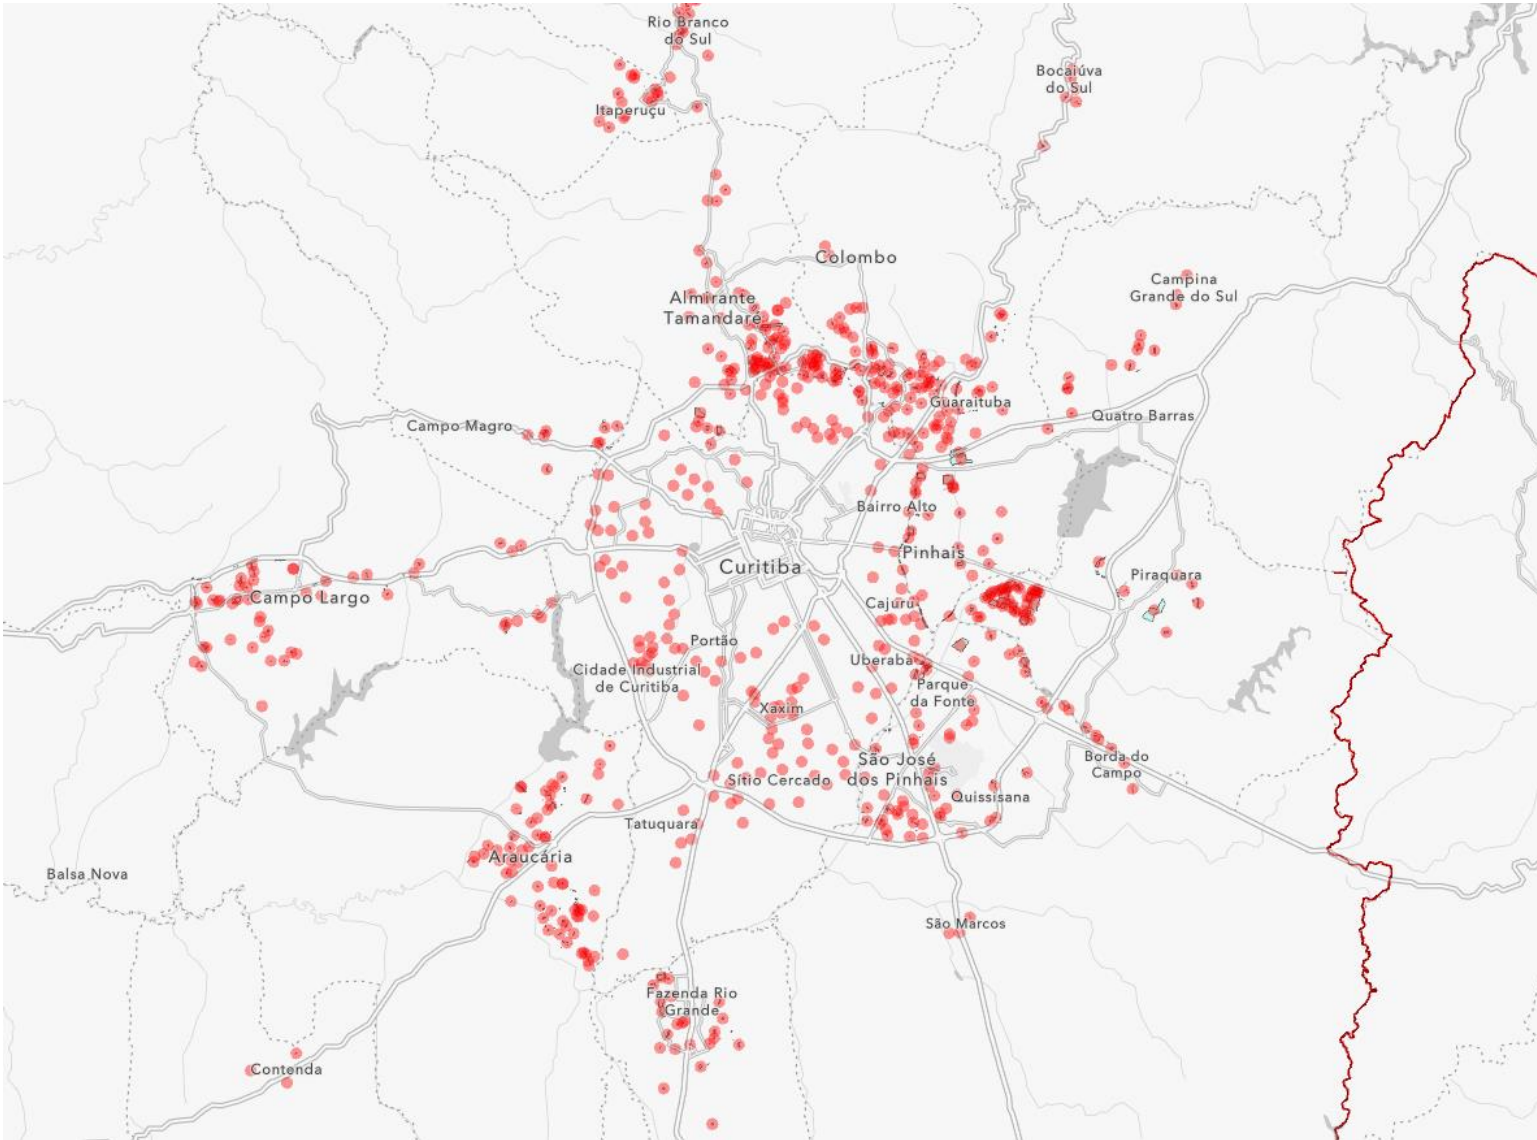 Rio Branco
do Sul
Bocaiúva
do Sul
Itaperuçu
Colombo
Campina
Grande do Sul
Almirante
Tamandaré
Guaraituba
Quatro Barras
Campo Magro
Bairro Alto
Pinhais
Curitiba
Piraquara
Campo Largo
Cajuru
Portão
Uberaba
Cidade Industrial
de Curitiba
Parque
da Fonte
Xaxim
Borda do
Campo
São José
dos Pinhais
Sítio Cercado
Quissisana
Tatuquara
Araucária
Balsa Nova
São Marcos
Fazenda Rio
Grande
Contenda